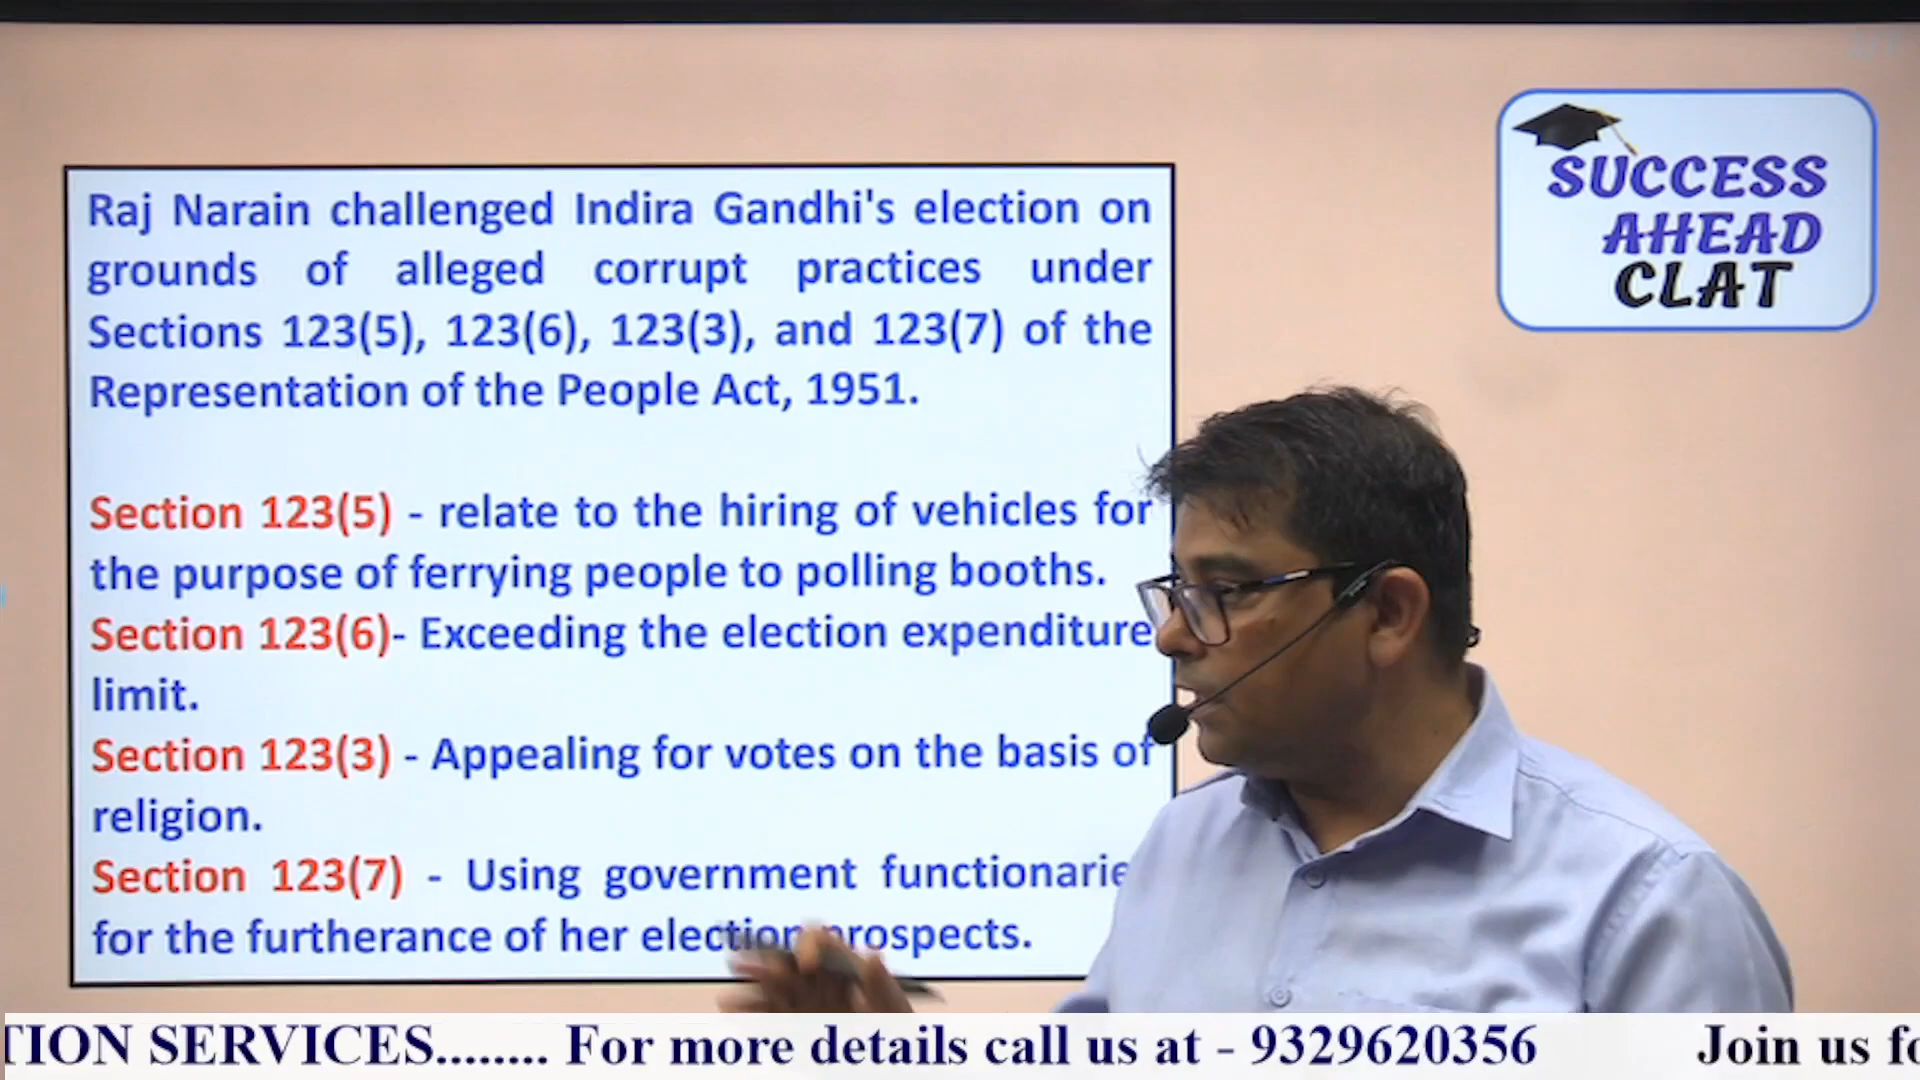 Raj Narain challenged Indira Gandhi's election on
grounds of alleged corrupt practices under
Sections 123(5), 123(6), 123(3), and 123(7) of the
Representation of the People Act, 1951.
Section 123(5) - relate to the hiring of vehicles for
the purpose of ferrying people to polling booths.
Section 123(6)- Exceeding the election expenditure
limit.
Section 123(3) - Appealing for votes on the basis of
religion.
Section 123(7) - Using government functionarie
for the furtherance of her election prospects.
SUCCESS
AHEAD
CLAT
TION SERVICES........ For more details call us at - 9329620356 Join us fo